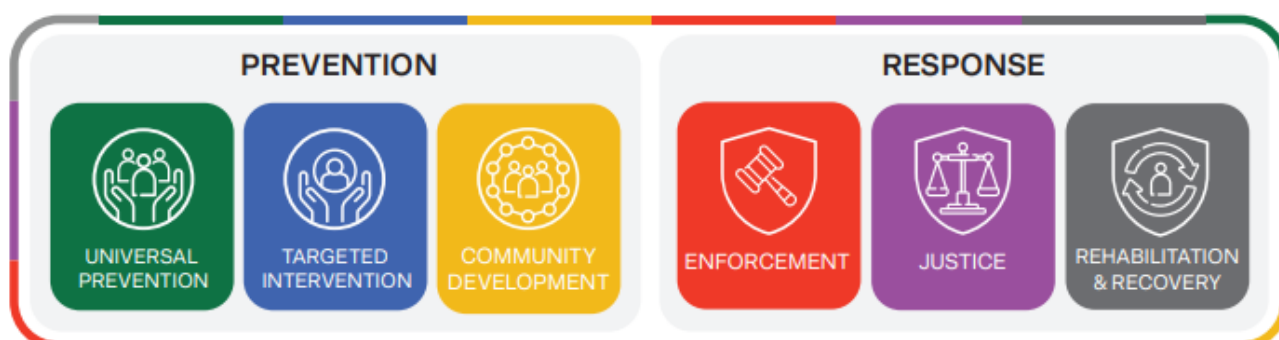 PREVENTION
UNIVERSAL
PREVENTION
TARGETED
INTERVENTION
COMMUNITY
DEVELOPMENT
RESPONSE
ENFORCEMENT
JUSTICE
REHABILITATION
& RECOVERY